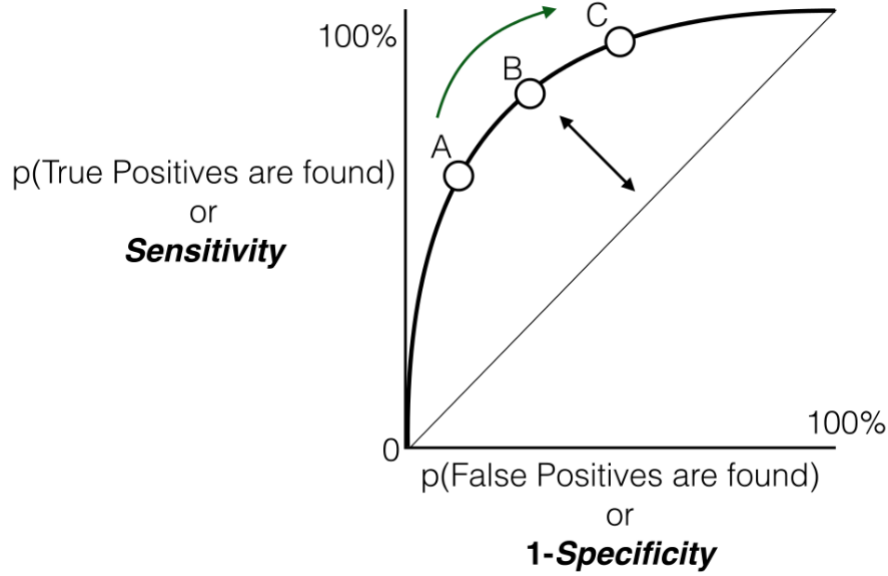 100%
C
B
A
p(True Positives are found)
or
Sensitivity
100%
0
p(False Positives are found)
or
1-Specificity